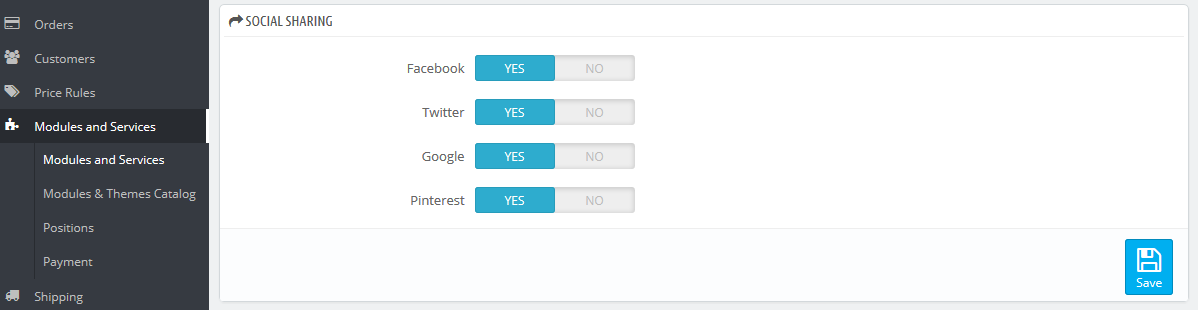 Orders
Customers
Price Rules
Modules and Services
Modules and Services
Modules & Themes Catalog
Positions
Payment
Shipping
SOCIAL SHARING
Facebook YES NO
Twitter YES NO
Google YES NO
Pinterest YES NO
Save